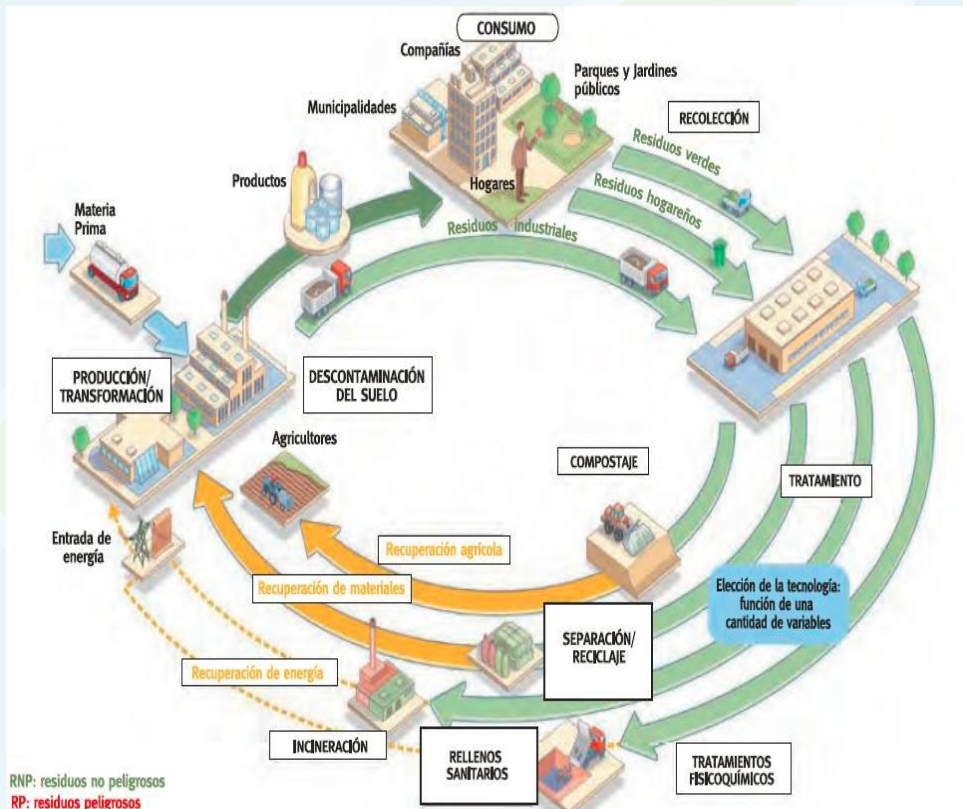 CONSUMO
Compañías
Parques y Jardines
públicos
Municipalidades
RECOLECCIÓN
Residuos verdes
Productos
Hogares
Residuos hogareños
Materia
Prima
Residuos industriales
PRODUCCIÓN/
TRANSFORMACIÓN
DESCONTAMINACIÓN
DEL SUELO
Agricultores
COMPOSTAJE
TRATAMIENTO
Entrada de
energía
Recuperación agrícola
Recuperación de materiales
Elección de la tecnología:
función de una
cantidad de variables
SEPARACIÓN/
RECICLAJE
Recuperación de energía
INCINERACIÓN
RELLENOS
SANITARIOS
TRATAMIENTOS
FISICOQUÍMICOS
RNP: residuos no peligrosos
RP: residuos peligrosos